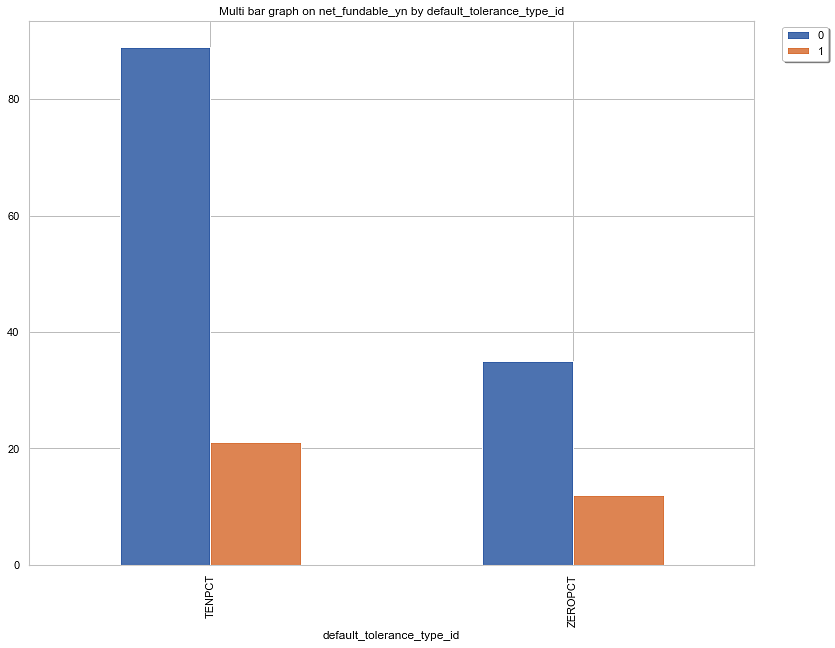 Multi bar graph on net_fundable_yn by default_tolerance_type_id
0
1
80
60
40
20
0
TENPCT
ZEROPCT
default_tolerance_type_id